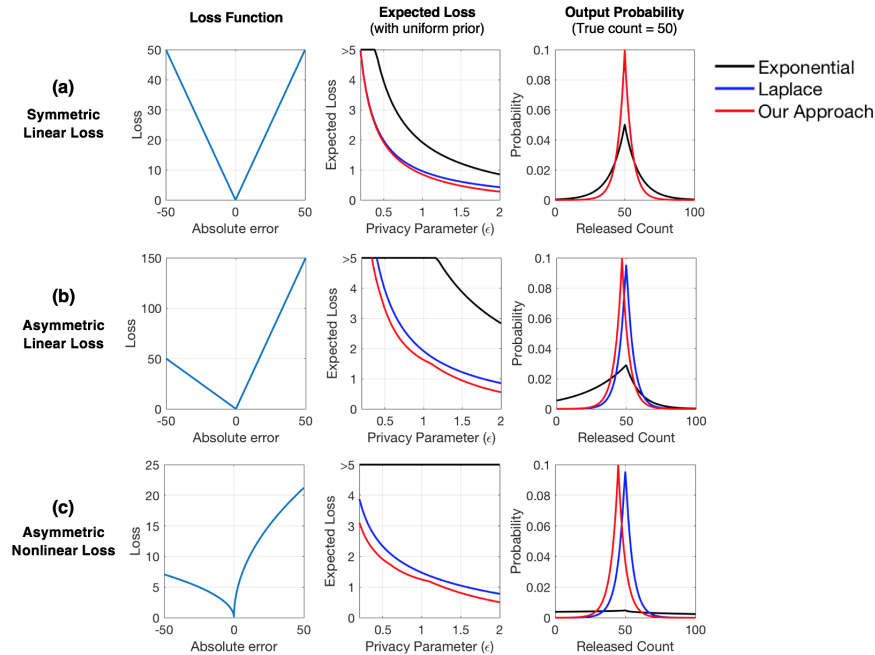 Loss Function
Expected Loss
(with uniform prior)
Output Probability
(True count = 50)
Exponential
Laplace
Our Approach
(a)
Symmetric
Linear Loss
Loss
50
40
30
20
10
0
-50
0
50
Absolute error
Expected Loss
>5
4
3
2
1
0
0.5
1
1.5
2
Privacy Parameter (ϵ)
Probability
0.1
0.08
0.06
0.04
0.02
0
0
50
100
Released Count
(b)
Asymmetric
Linear Loss
Loss
150
100
50
0
-50
0
50
Absolute error
Expected Loss
>5
4
3
2
1
0
0.5
1
1.5
2
Privacy Parameter (ϵ)
Probability
0.1
0.08
0.06
0.04
0.02
0
0
50
100
Released Count
(c)
Asymmetric
Nonlinear Loss
Loss
25
20
15
10
5
0
-50
0
50
Absolute error
Expected Loss
>5
4
3
2
1
0
0.5
1
1.5
2
Privacy Parameter (ϵ)
Probability
0.1
0.08
0.06
0.04
0.02
0
0
50
100
Released Count